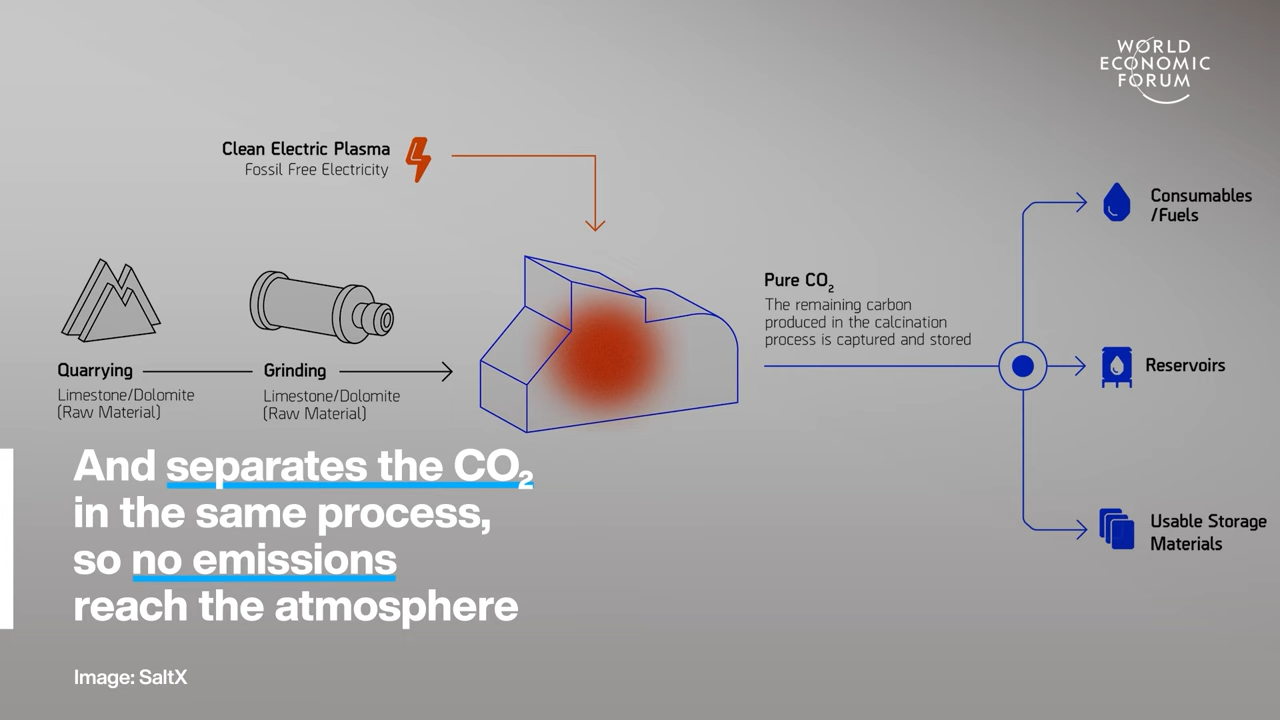 WORLD
ECONOMIC
FORUM
Clean Electric Plasma
Fossil Free Electricity
Consumables
/Fuels
Pure CO₂
The remaining carbon
produced in the calcination
process is captured and stored
Reservoirs
Quarrying
Limestone/Dolomite
(Raw Material)
Grinding
Limestone/Dolomite
(Raw Material)
Usable Storage
Materials
And separates the CO₂
in the same process,
so no emissions
reach the atmosphere
Image: SaltX